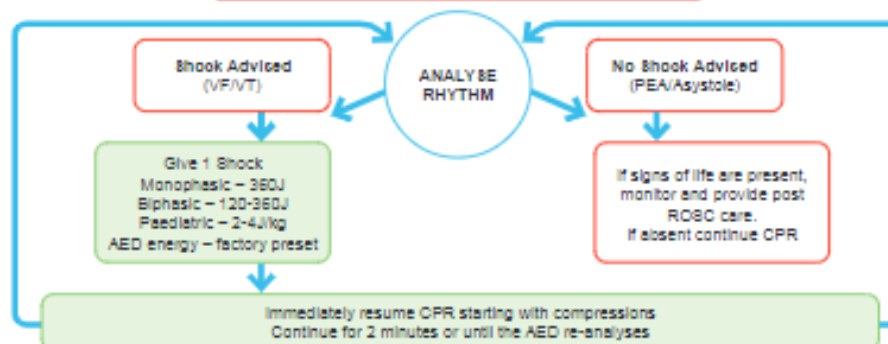 Shock Advised
(VF/VT)
ANALYSE
RHYTHM
No Shock Advised
(PEA/Asystole)
Give 1 Shock
Monophasic – 360J
Biphasic – 120-360J
Paediatric – 2-4J/kg
AED energy – factory preset
If signs of life are present,
monitor and provide post
ROSC care.
If absent continue CPR
Immediately resume CPR starting with compressions
Continue for 2 minutes or until the AED re-analyses